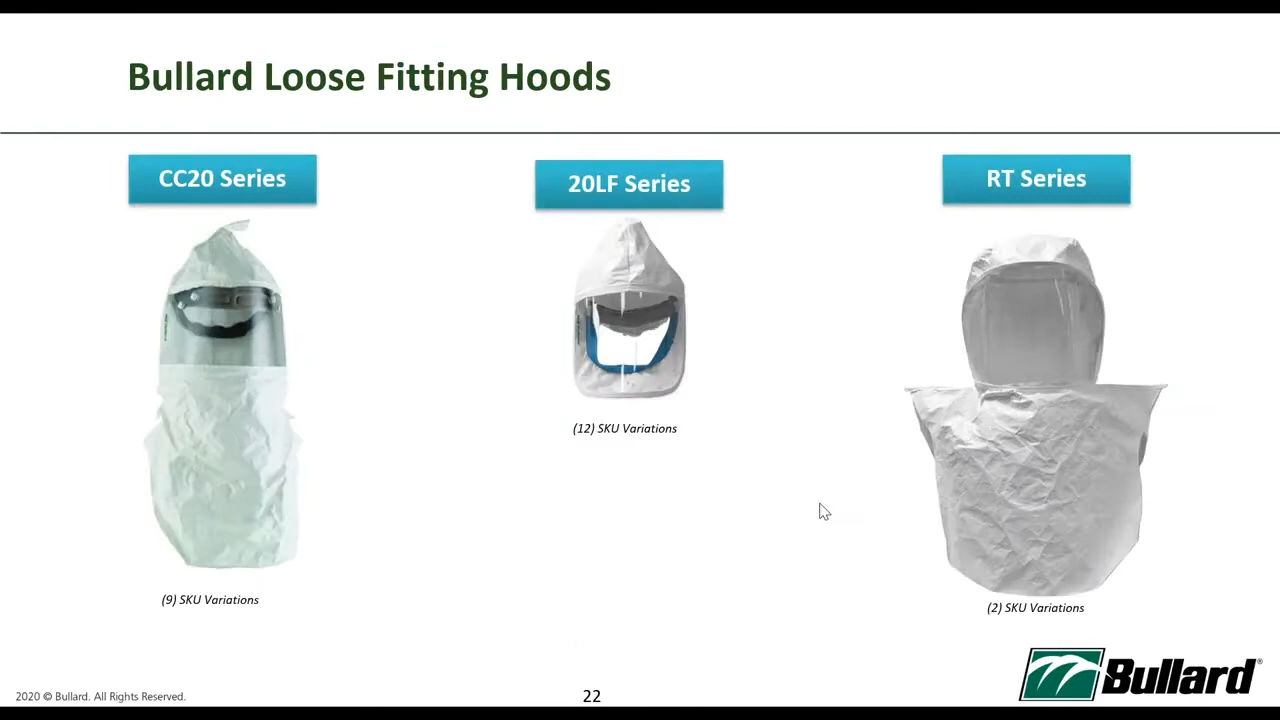 Bullard Loose Fitting Hoods
CC20 Series
20LF Series
RT Series
(12) SKU Variations
(9) SKU Variations
(2) SKU Variations
2020 © Bullard. All Rights Reserved.
22
Bullard®